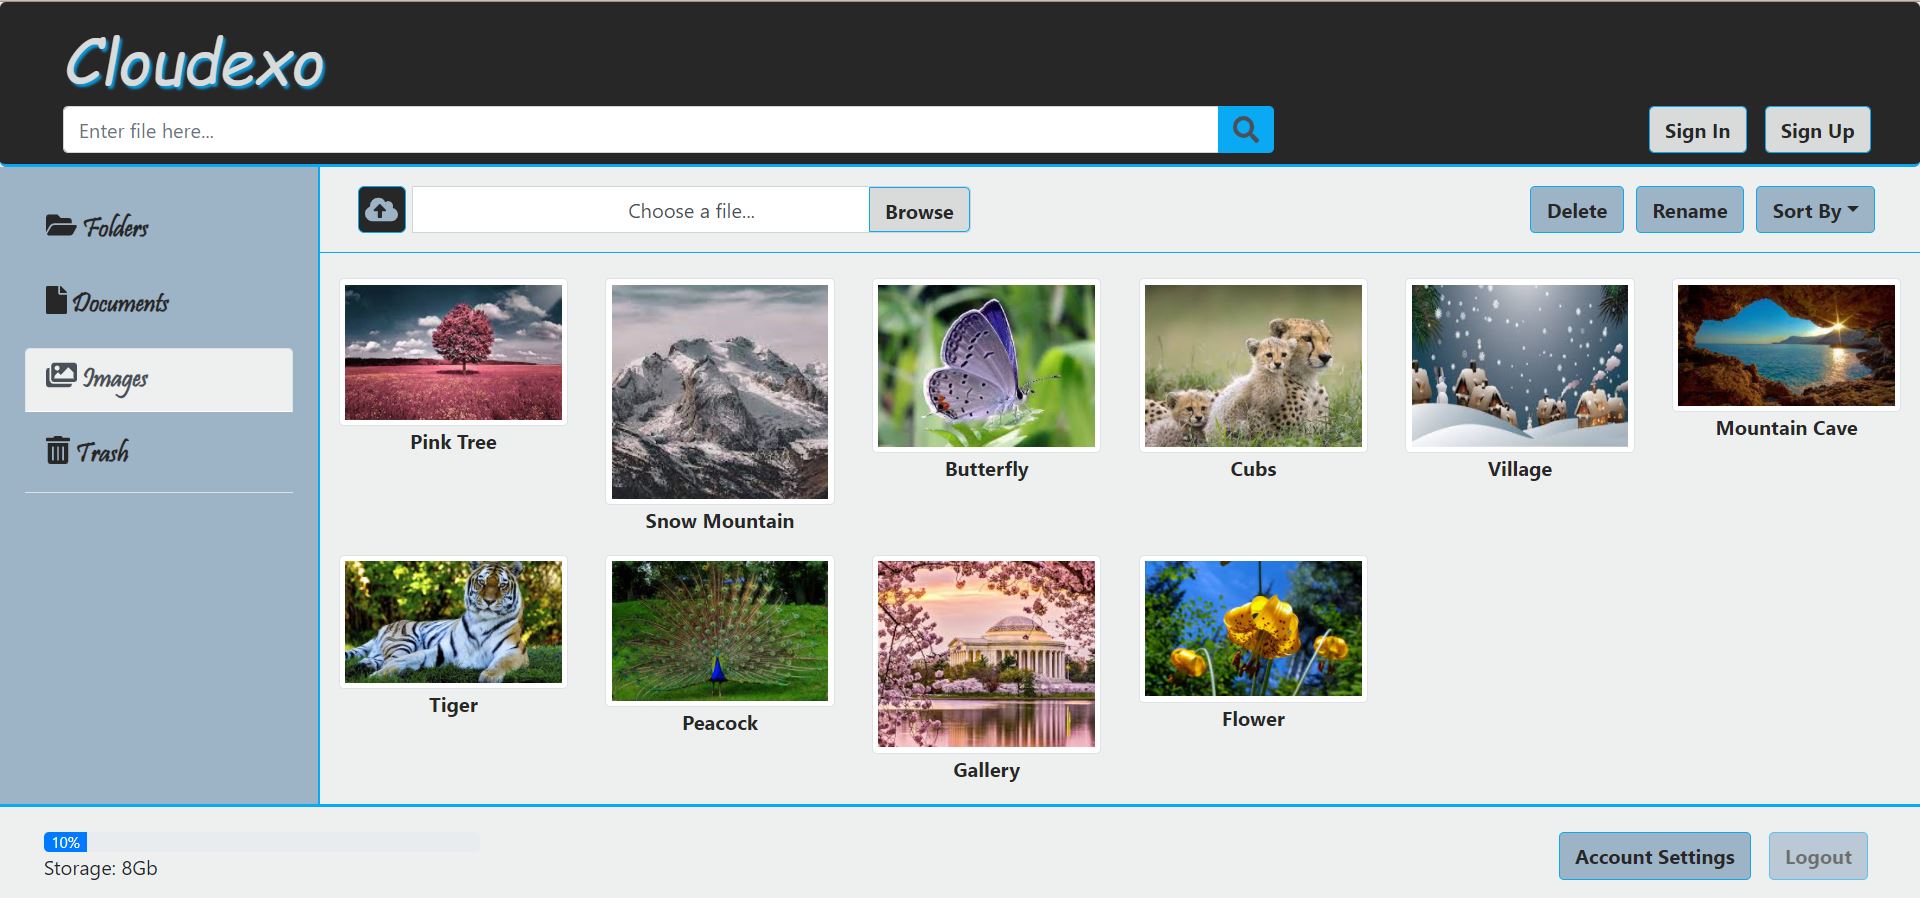 Cloudexo
Enter file here...
Sign In
Sign Up
Folders
Documents
Images
Trash
Choose a file...
Browse
Delete
Rename
Sort By
Pink Tree
Snow Mountain
Butterfly
Cubs
Village
Mountain Cave
Tiger
Peacock
Gallery
Flower
10%
Storage: 8Gb
Account Settings
Logout